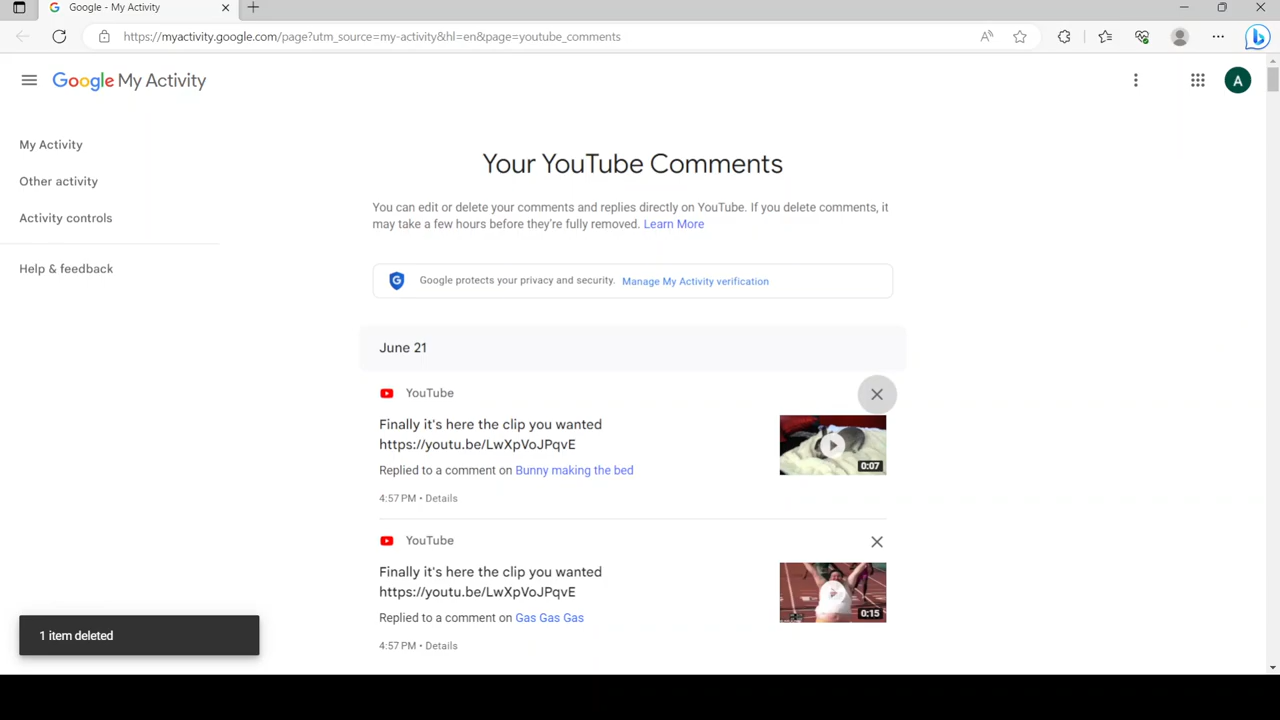 Google - My Activity
https://myactivity.google.com/page?utm_source=my-activity&hl=en&page=youtube_comments
Google My Activity
A
My Activity
Other activity
Activity controls
Help & feedback
Your YouTube Comments
You can edit or delete your comments and replies directly on YouTube. If you delete comments, it
may take a few hours before they're fully removed. Learn More
Google protects your privacy and security. Manage My Activity verification
June 21
YouTube
Finally it's here the clip you wanted
https://youtu.be/LwXpVoJPqvE
Replied to a comment on Bunny making the bed
4:57 PM • Details
0:07
YouTube
Finally it's here the clip you wanted
https://youtu.be/LwXpVoJPqvE
Replied to a comment on Gas Gas Gas
4:57 PM • Details
0:15
1 item deleted